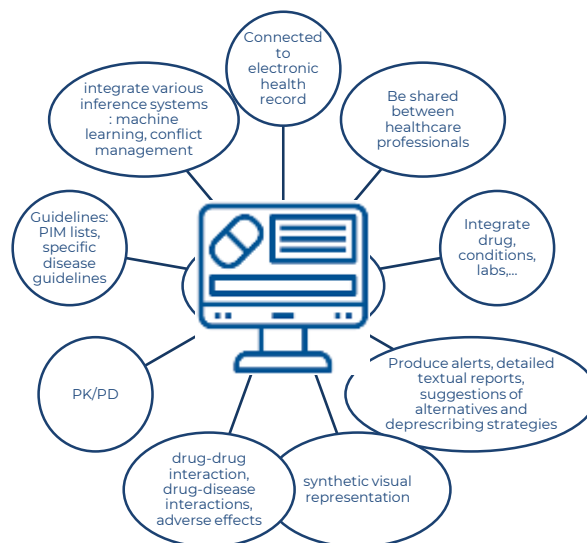 Connected
to
electronic
health
record
Be shared
between
healthcare
professionals
Integrate
drug,
conditions,
labs,...
Produce alerts, detailed
textual reports,
suggestions of
alternatives and
deprescribing strategies
synthetic visual
representation
drug-drug
interaction,
drug-disease
interactions,
adverse effects
PK/PD
Guidelines:
PIM lists,
specific
disease
guidelines
integrate various
inference systems
: machine
learning, conflict
management